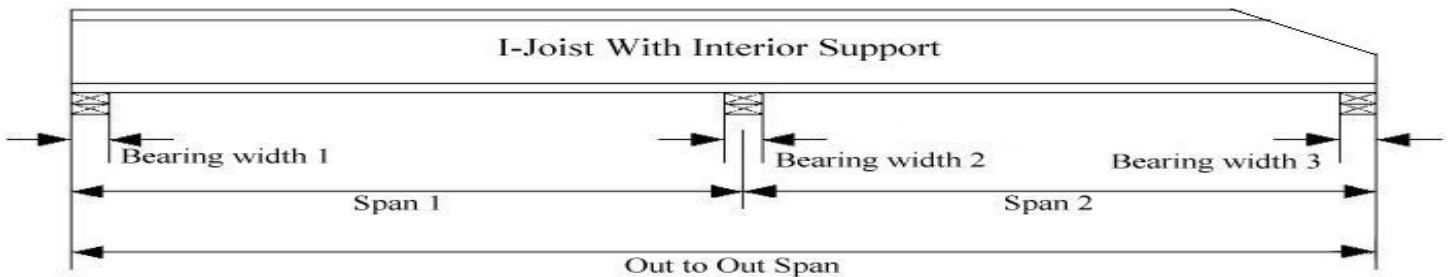 I-Joist With Interior Support
Bearing width 1
Bearing width 2
Bearing width 3
Span 1
Span 2
Out to Out Span